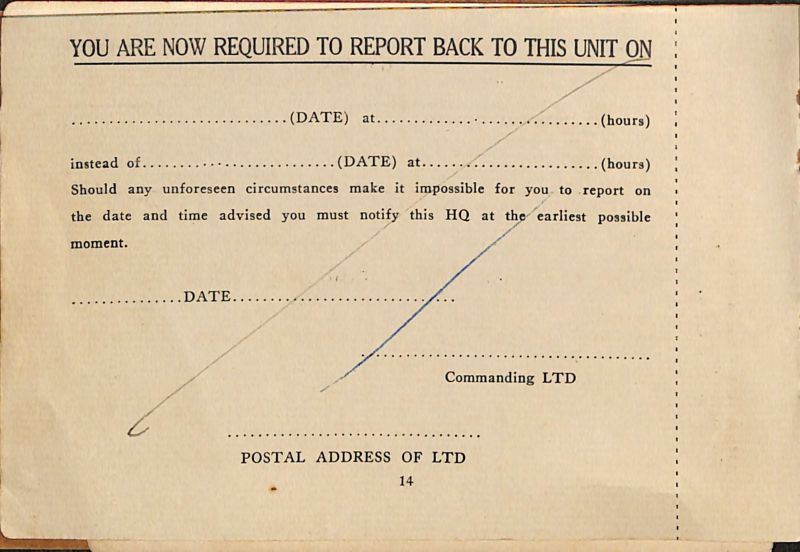 YOU ARE NOW REQUIRED TO REPORT BACK TO THIS UNIT ON
............................(DATE) at.............................(hours)
instead of.........................(DATE) at.......................(hours)
Should any unforeseen circumstances make it impossible for you to report on
the date and time advised you must notify this HQ at the earliest possible
moment.
...............DATE.............................
......................................
Commanding LTD
.................................
POSTAL ADDRESS OF LTD
14